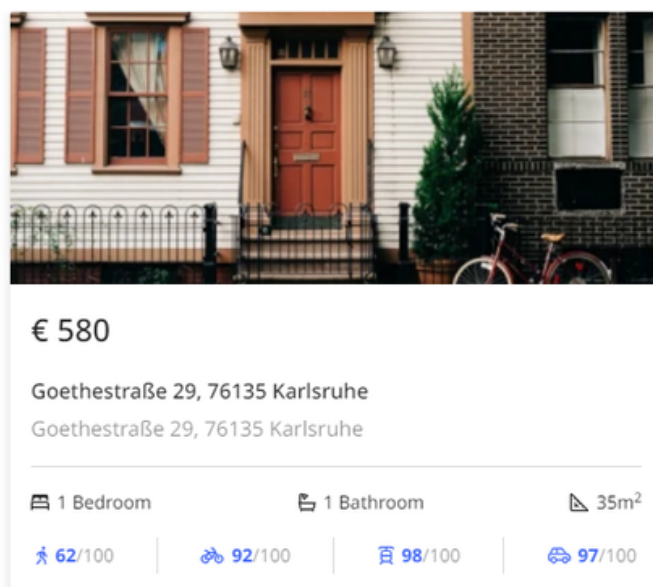 € 580
Goethestraße 29, 76135 Karlsruhe
Goethestraße 29, 76135 Karlsruhe
1 Bedroom 1 Bathroom 35m²
62/100 92/100 98/100 97/100